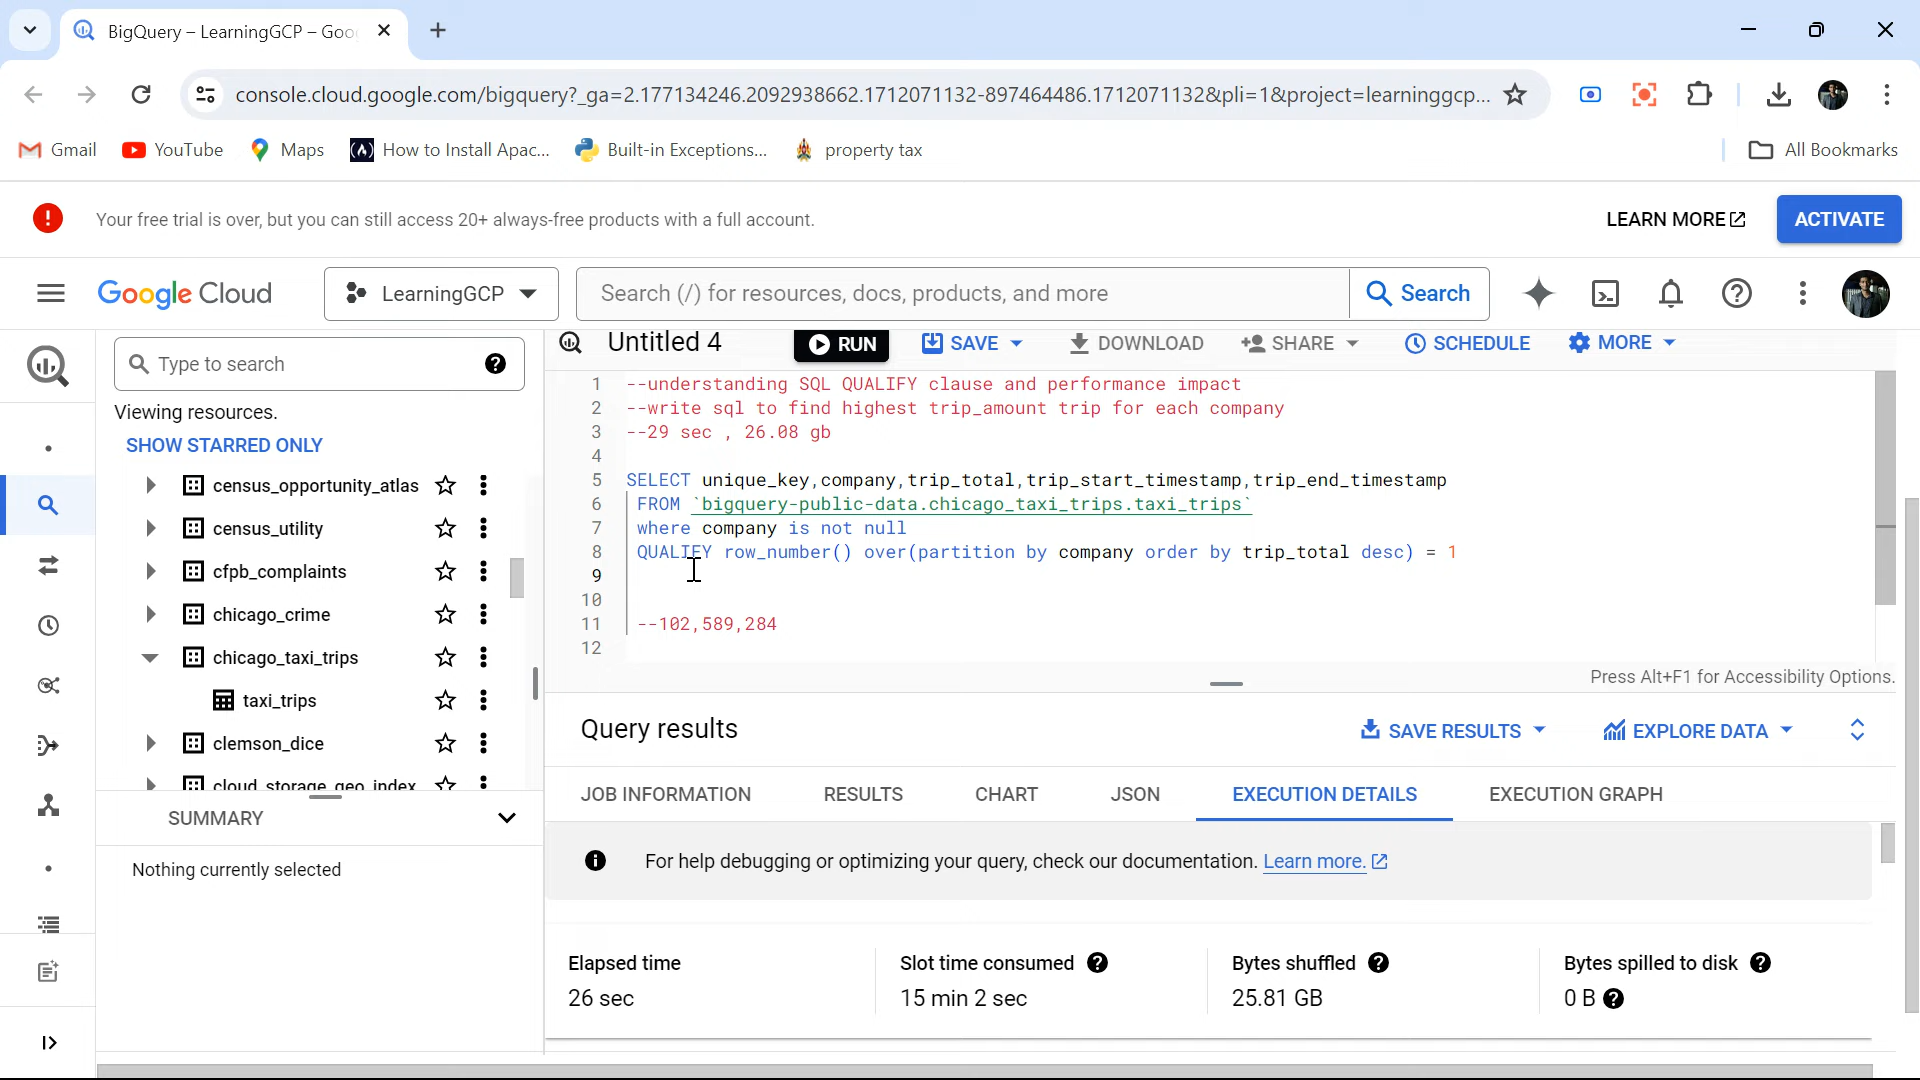 BigQuery – LearningGCP – Goo
console.cloud.google.com/bigquery?_ga=2.177134246.2092938662.1712071132-897464486.1712071132&pli=1&project=learninggcp...
Gmail
YouTube
Maps
How to Install Apac...
Built-in Exceptions...
property tax
All Bookmarks
Your free trial is over, but you can still access 20+ always-free products with a full account.
LEARN MORE
ACTIVATE
Google Cloud
LearningGCP
Search (/) for resources, docs, products, and more
Search
Type to search
Viewing resources.
SHOW STARRED ONLY
census_opportunity_atlas
census_utility
cfpb_complaints
chicago_crime
chicago_taxi_trips
taxi_trips
clemson_dice
cloud_storage_geo_index
SUMMARY
Nothing currently selected
Untitled 4
RUN
SAVE
DOWNLOAD
SHARE
SCHEDULE
MORE
1 --understanding SQL QUALIFY clause and performance impact
2 --write sql to find highest trip_amount trip for each company
3 --29 sec , 26.08 gb
4
5 SELECT unique_key,company,trip_total,trip_start_timestamp,trip_end_timestamp
6 FROM `bigquery-public-data.chicago_taxi_trips.taxi_trips`
7 where company is not null
8 QUALIFY row_number() over(partition by company order by trip_total desc) = 1
9
10
11 --102,589,284
12
Press Alt+F1 for Accessibility Options.
Query results
SAVE RESULTS
EXPLORE DATA
JOB INFORMATION
RESULTS
CHART
JSON
EXECUTION DETAILS
EXECUTION GRAPH
For help debugging or optimizing your query, check our documentation. Learn more.
Elapsed time
26 sec
Slot time consumed
15 min 2 sec
Bytes shuffled
25.81 GB
Bytes spilled to disk
0 B